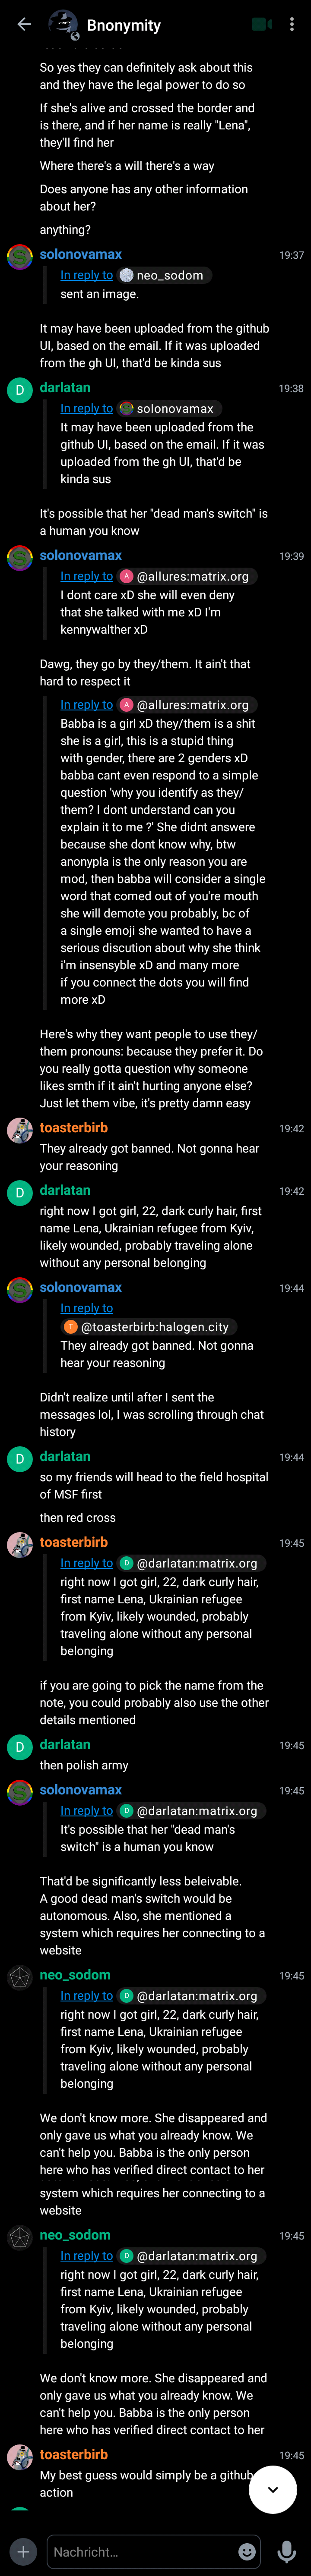 Bnonymity
So yes they can definitely ask about this
and they have the legal power to do so
If she's alive and crossed the border and
is there, and if her name is really "Lena",
they'll find her
Where there's a will there's a way
Does anyone has any other information
about her?
anything?
solonovamax 19:37
In reply to neo_sodom
sent an image.
It may have been uploaded from the github
UI, based on the email. If it was uploaded
from the gh UI, that'd be kinda sus
D darlatan 19:38
In reply to solonovamax
It may have been uploaded from the
github UI, based on the email. If it was
uploaded from the gh UI, that'd be
kinda sus
It's possible that her "dead man's switch" is
a human you know
solonovamax 19:39
In reply to A @allures:matrix.org
I dont care xD she will even deny
that she talked with me xD I'm
kennywalther xD
Dawg, they go by they/them. It ain't that
hard to respect it
In reply to A @allures:matrix.org
Babba is a girl xD they/them is a shit
she is a girl, this is a stupid thing
with gender, there are 2 genders xD
babba cant even respond to a simple
question 'why you identify as they/
them? I dont understand can you
explain it to me ?' She didnt answere
because she dont know why, btw
anonypla is the only reason you are
mod, then babba will consider a single
word that comed out of you're mouth
she will demote you probably, bc of
a single emoji she wanted to have a
serious discution about why she think
i'm insensyble xD and many more
if you connect the dots you will find
more xD
Here's why they want people to use they/
them pronouns: because they prefer it. Do
you really gotta question why someone
likes smth if it ain't hurting anyone else?
Just let them vibe, it's pretty damn easy
toasterbirb 19:42
They already got banned. Not gonna hear
your reasoning
D darlatan 19:42
right now I got girl, 22, dark curly hair, first
name Lena, Ukrainian refugee from Kyiv,
likely wounded, probably traveling alone
without any personal belonging
solonovamax 19:44
In reply to
T @toasterbirb:halogen.city
They already got banned. Not gonna
hear your reasoning
Didn't realize until after I sent the
messages lol, I was scrolling through chat
history
D darlatan 19:44
so my friends will head to the field hospital
of MSF first
then red cross
toasterbirb 19:45
In reply to D @darlatan:matrix.org
right now I got girl, 22, dark curly hair,
first name Lena, Ukrainian refugee
from Kyiv, likely wounded, probably
traveling alone without any personal
belonging
if you are going to pick the name from the
note, you could probably also use the other
details mentioned
D darlatan 19:45
then polish army
solonovamax 19:45
In reply to D @darlatan:matrix.org
It's possible that her "dead man's
switch" is a human you know
That'd be significantly less beleivable.
A good dead man's switch would be
autonomous. Also, she mentioned a
system which requires her connecting to a
website
neo_sodom 19:45
In reply to D @darlatan:matrix.org
right now I got girl, 22, dark curly hair,
first name Lena, Ukrainian refugee
from Kyiv, likely wounded, probably
traveling alone without any personal
belonging
We don't know more. She disappeared and
only gave us what you already know. We
can't help you. Babba is the only person
here who has verified direct contact to her
system which requires her connecting to a
website
neo_sodom 19:45
In reply to D @darlatan:matrix.org
right now I got girl, 22, dark curly hair,
first name Lena, Ukrainian refugee
from Kyiv, likely wounded, probably
traveling alone without any personal
belonging
We don't know more. She disappeared and
only gave us what you already know. We
can't help you. Babba is the only person
here who has verified direct contact to her
toasterbirb 19:45
My best guess would simply be a github
action
Nachricht...